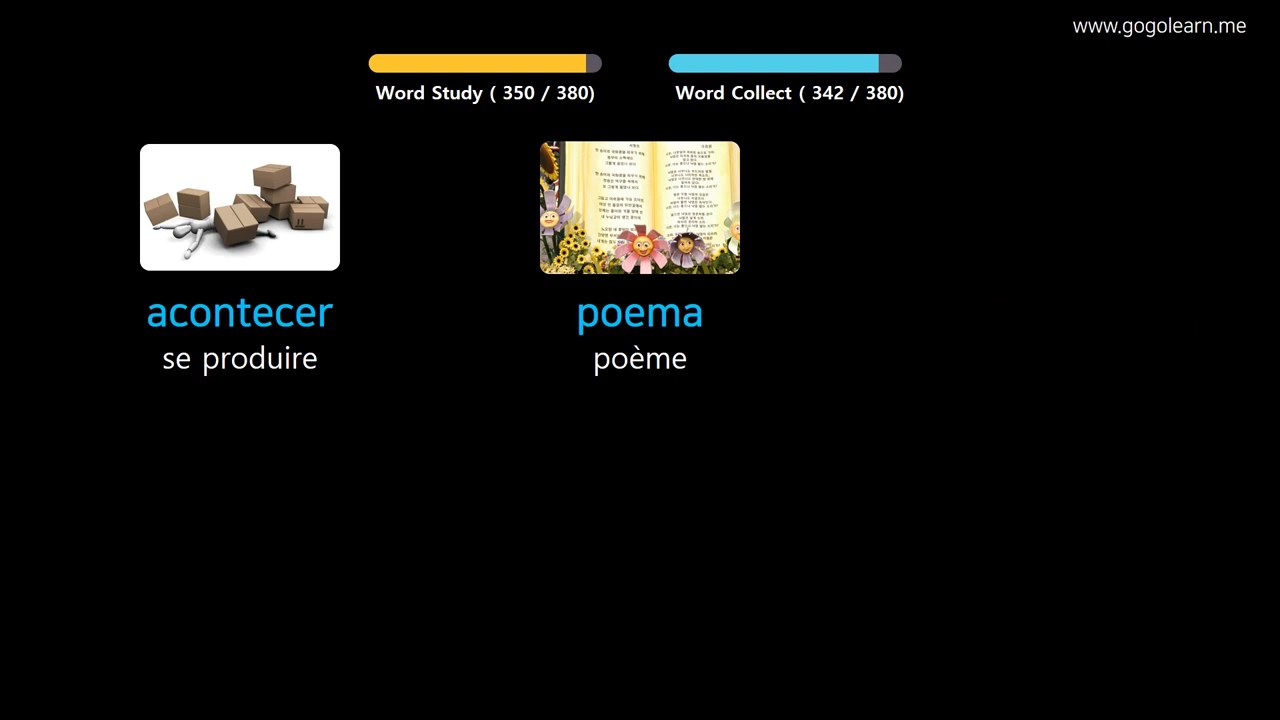 www.gogolearn.me
Word Study ( 350 / 380)
Word Collect ( 342 / 380)
acontecer
se produire
poema
poème